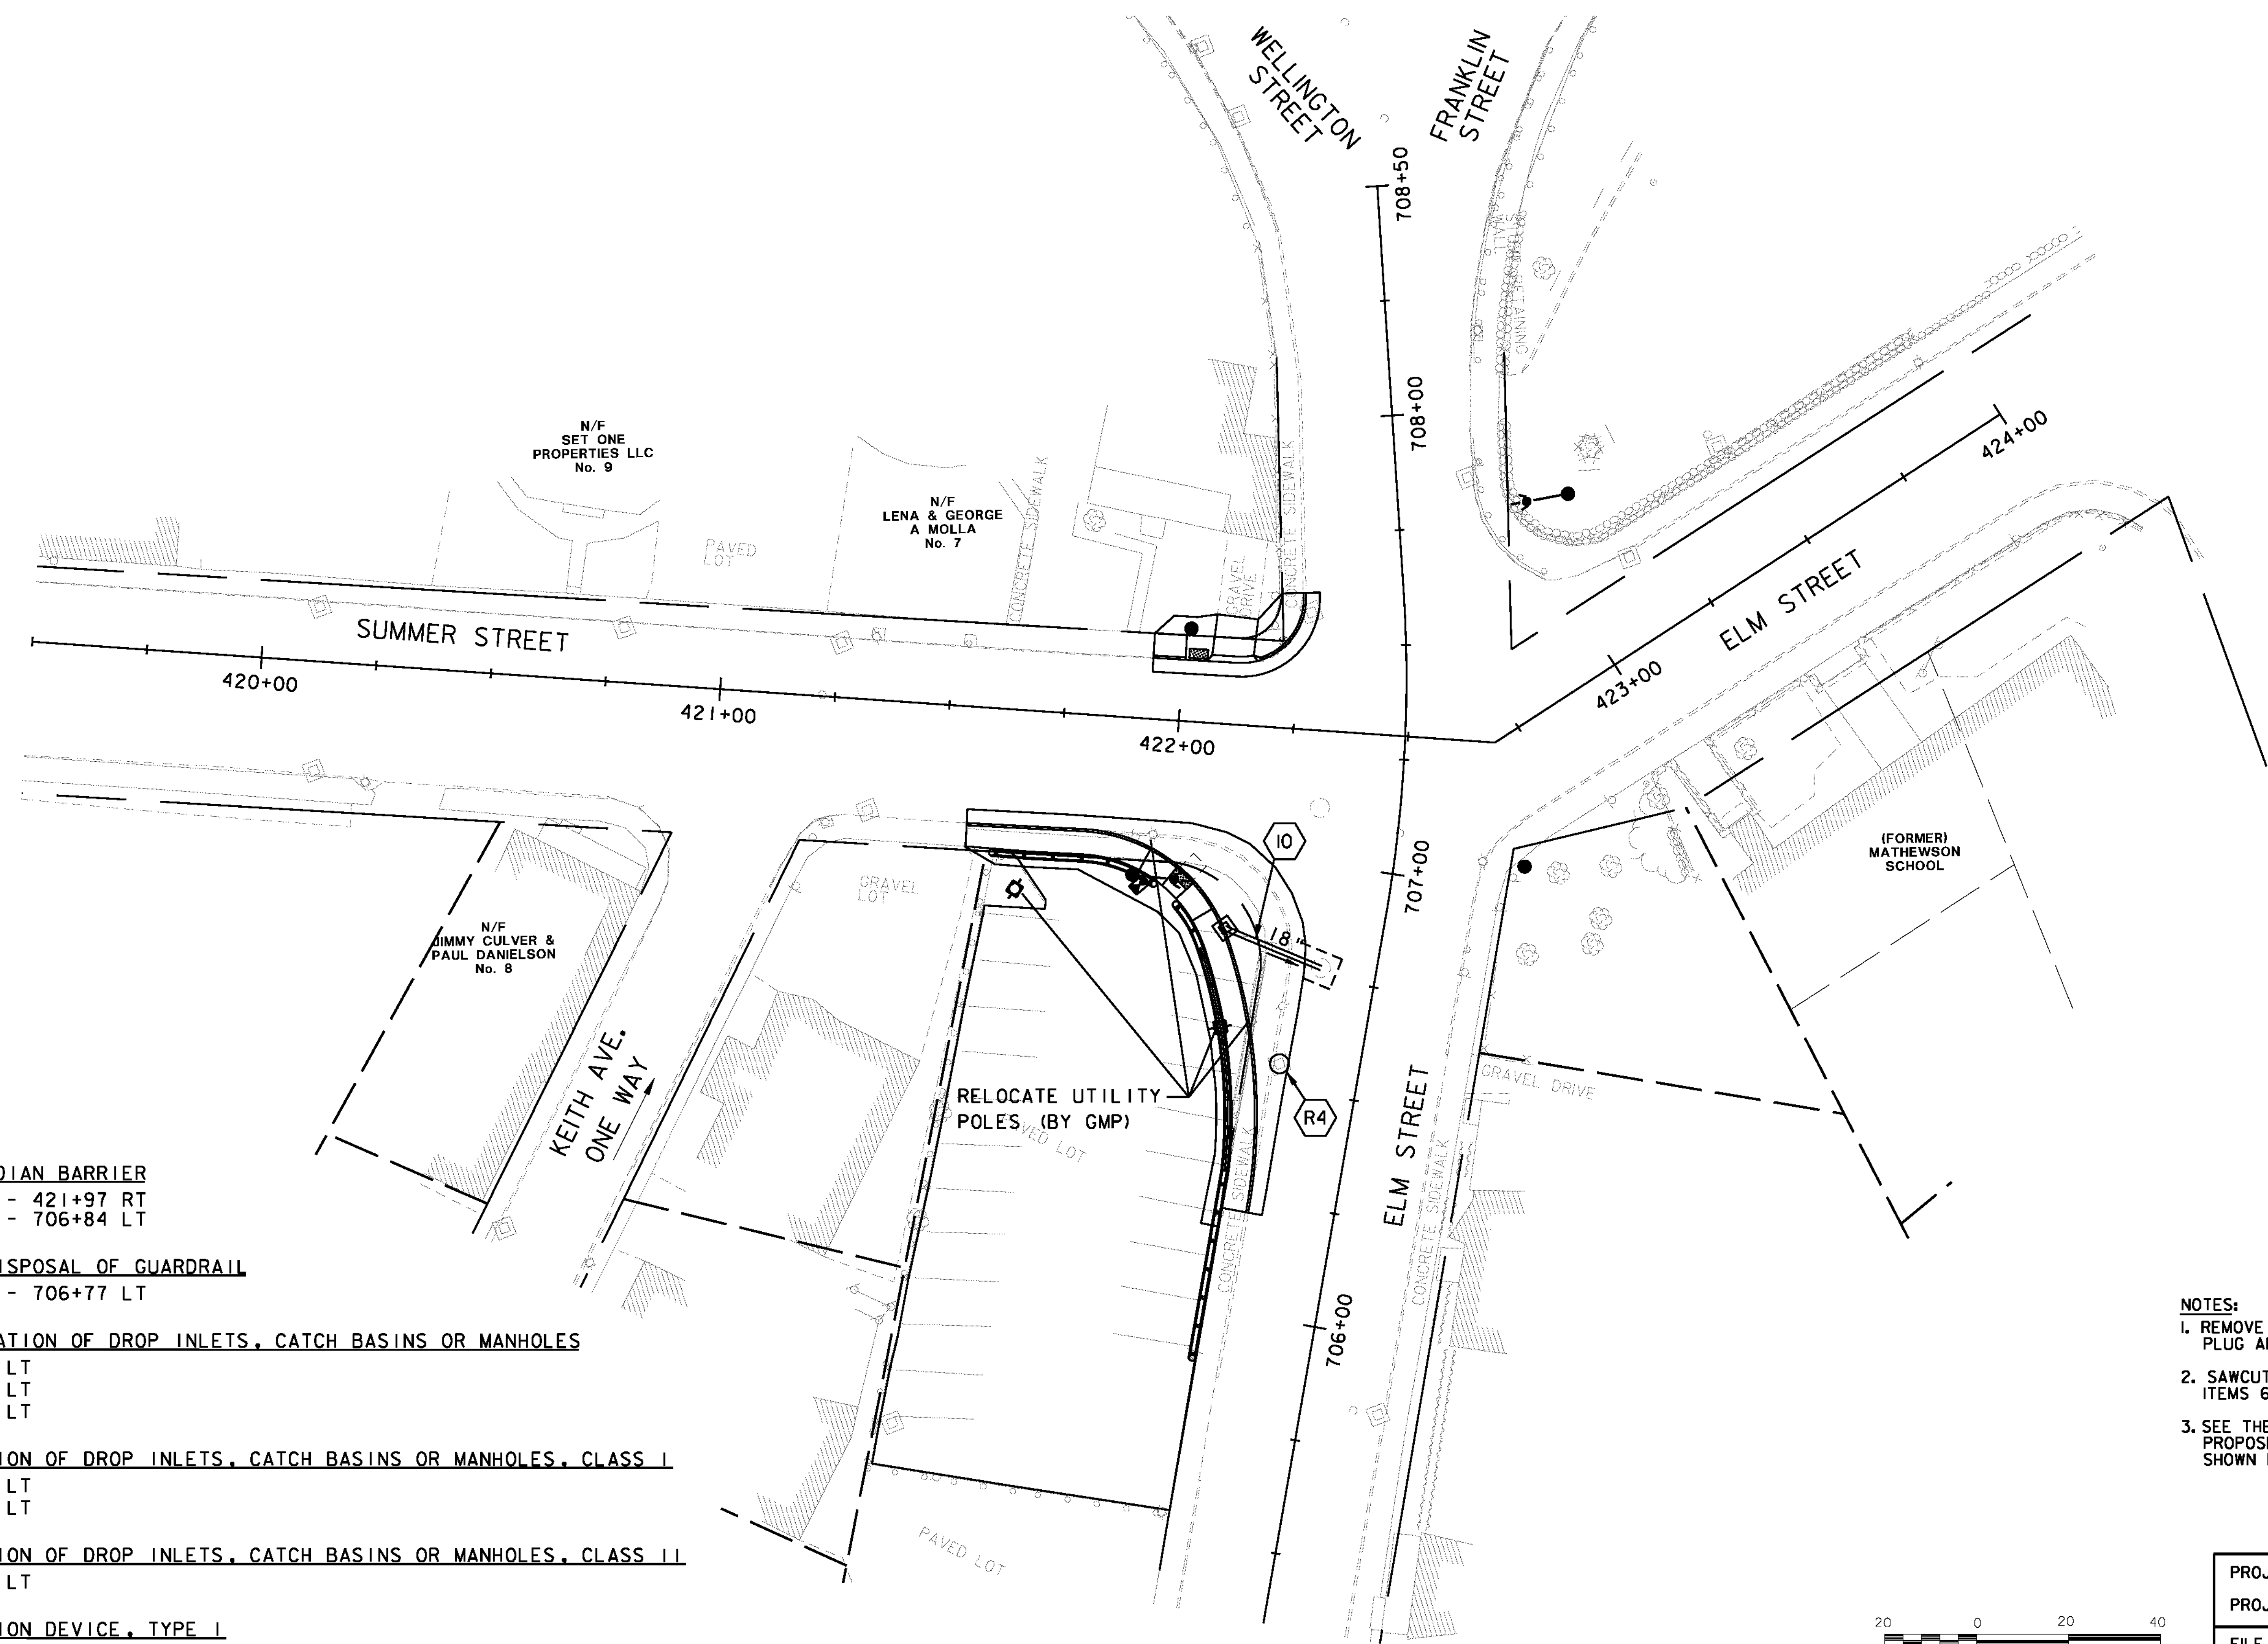 WELLINGTON
STREET
FRANKLIN
STREET
708+50
STONE RETAINING
WALL
708+00
424+00
N/F
SET ONE
PROPERTIES LLC
No. 9
N/F
LENA & GEORGE
A MOLLA
No. 7
PAVED
LOT
CONCRETE SIDEWALK
GRAVEL
DRIVE
CONCRETE SIDEWALK
SUMMER STREET
ELM STREET
420+00
421+00
422+00
423+00
707+00
10
18"
(FORMER)
MATHEWSON
SCHOOL
GRAVEL
LOT
N/F
JIMMY CULVER &
PAUL DANIELSON
No. 8
KEITH AVE.
ONE WAY
RELOCATE UTILITY
POLES (BY GMP)
PAVED LOT
R4
GRAVEL DRIVE
ELM STREET
CONCRETE SIDEWALK
CONCRETE SIDEWALK
706+00
PAVED LOT
DIAN BARRIER
- 421+97 RT
- 706+84 LT
ISPOSAL OF GUARDRAIL
- 706+77 LT
ATION OF DROP INLETS, CATCH BASINS OR MANHOLES
LT
LT
LT
ION OF DROP INLETS, CATCH BASINS OR MANHOLES, CLASS I
LT
LT
ION OF DROP INLETS, CATCH BASINS OR MANHOLES, CLASS II
LT
ION DEVICE, TYPE I
NOTES:
1. REMOVE
PLUG A
2. SAWCUT
ITEMS 6
3. SEE THE
PROPOS
SHOWN
PROJ
PROJ
20 0 20 40